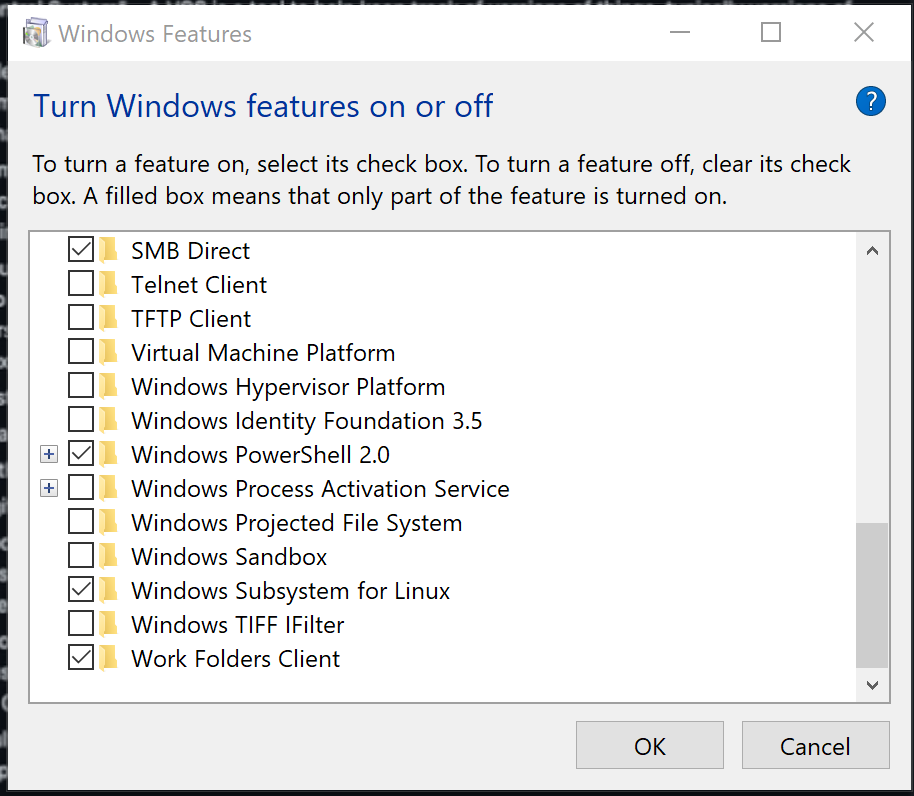 Windows Features
Turn Windows features on or off
?
To turn a feature on, select its check box. To turn a feature off, clear its check
box. A filled box means that only part of the feature is turned on.
SMB Direct
Telnet Client
TFTP Client
Virtual Machine Platform
Windows Hypervisor Platform
Windows Identity Foundation 3.5
Windows PowerShell 2.0
Windows Process Activation Service
Windows Projected File System
Windows Sandbox
Windows Subsystem for Linux
Windows TIFF IFilter
Work Folders Client
OK
Cancel